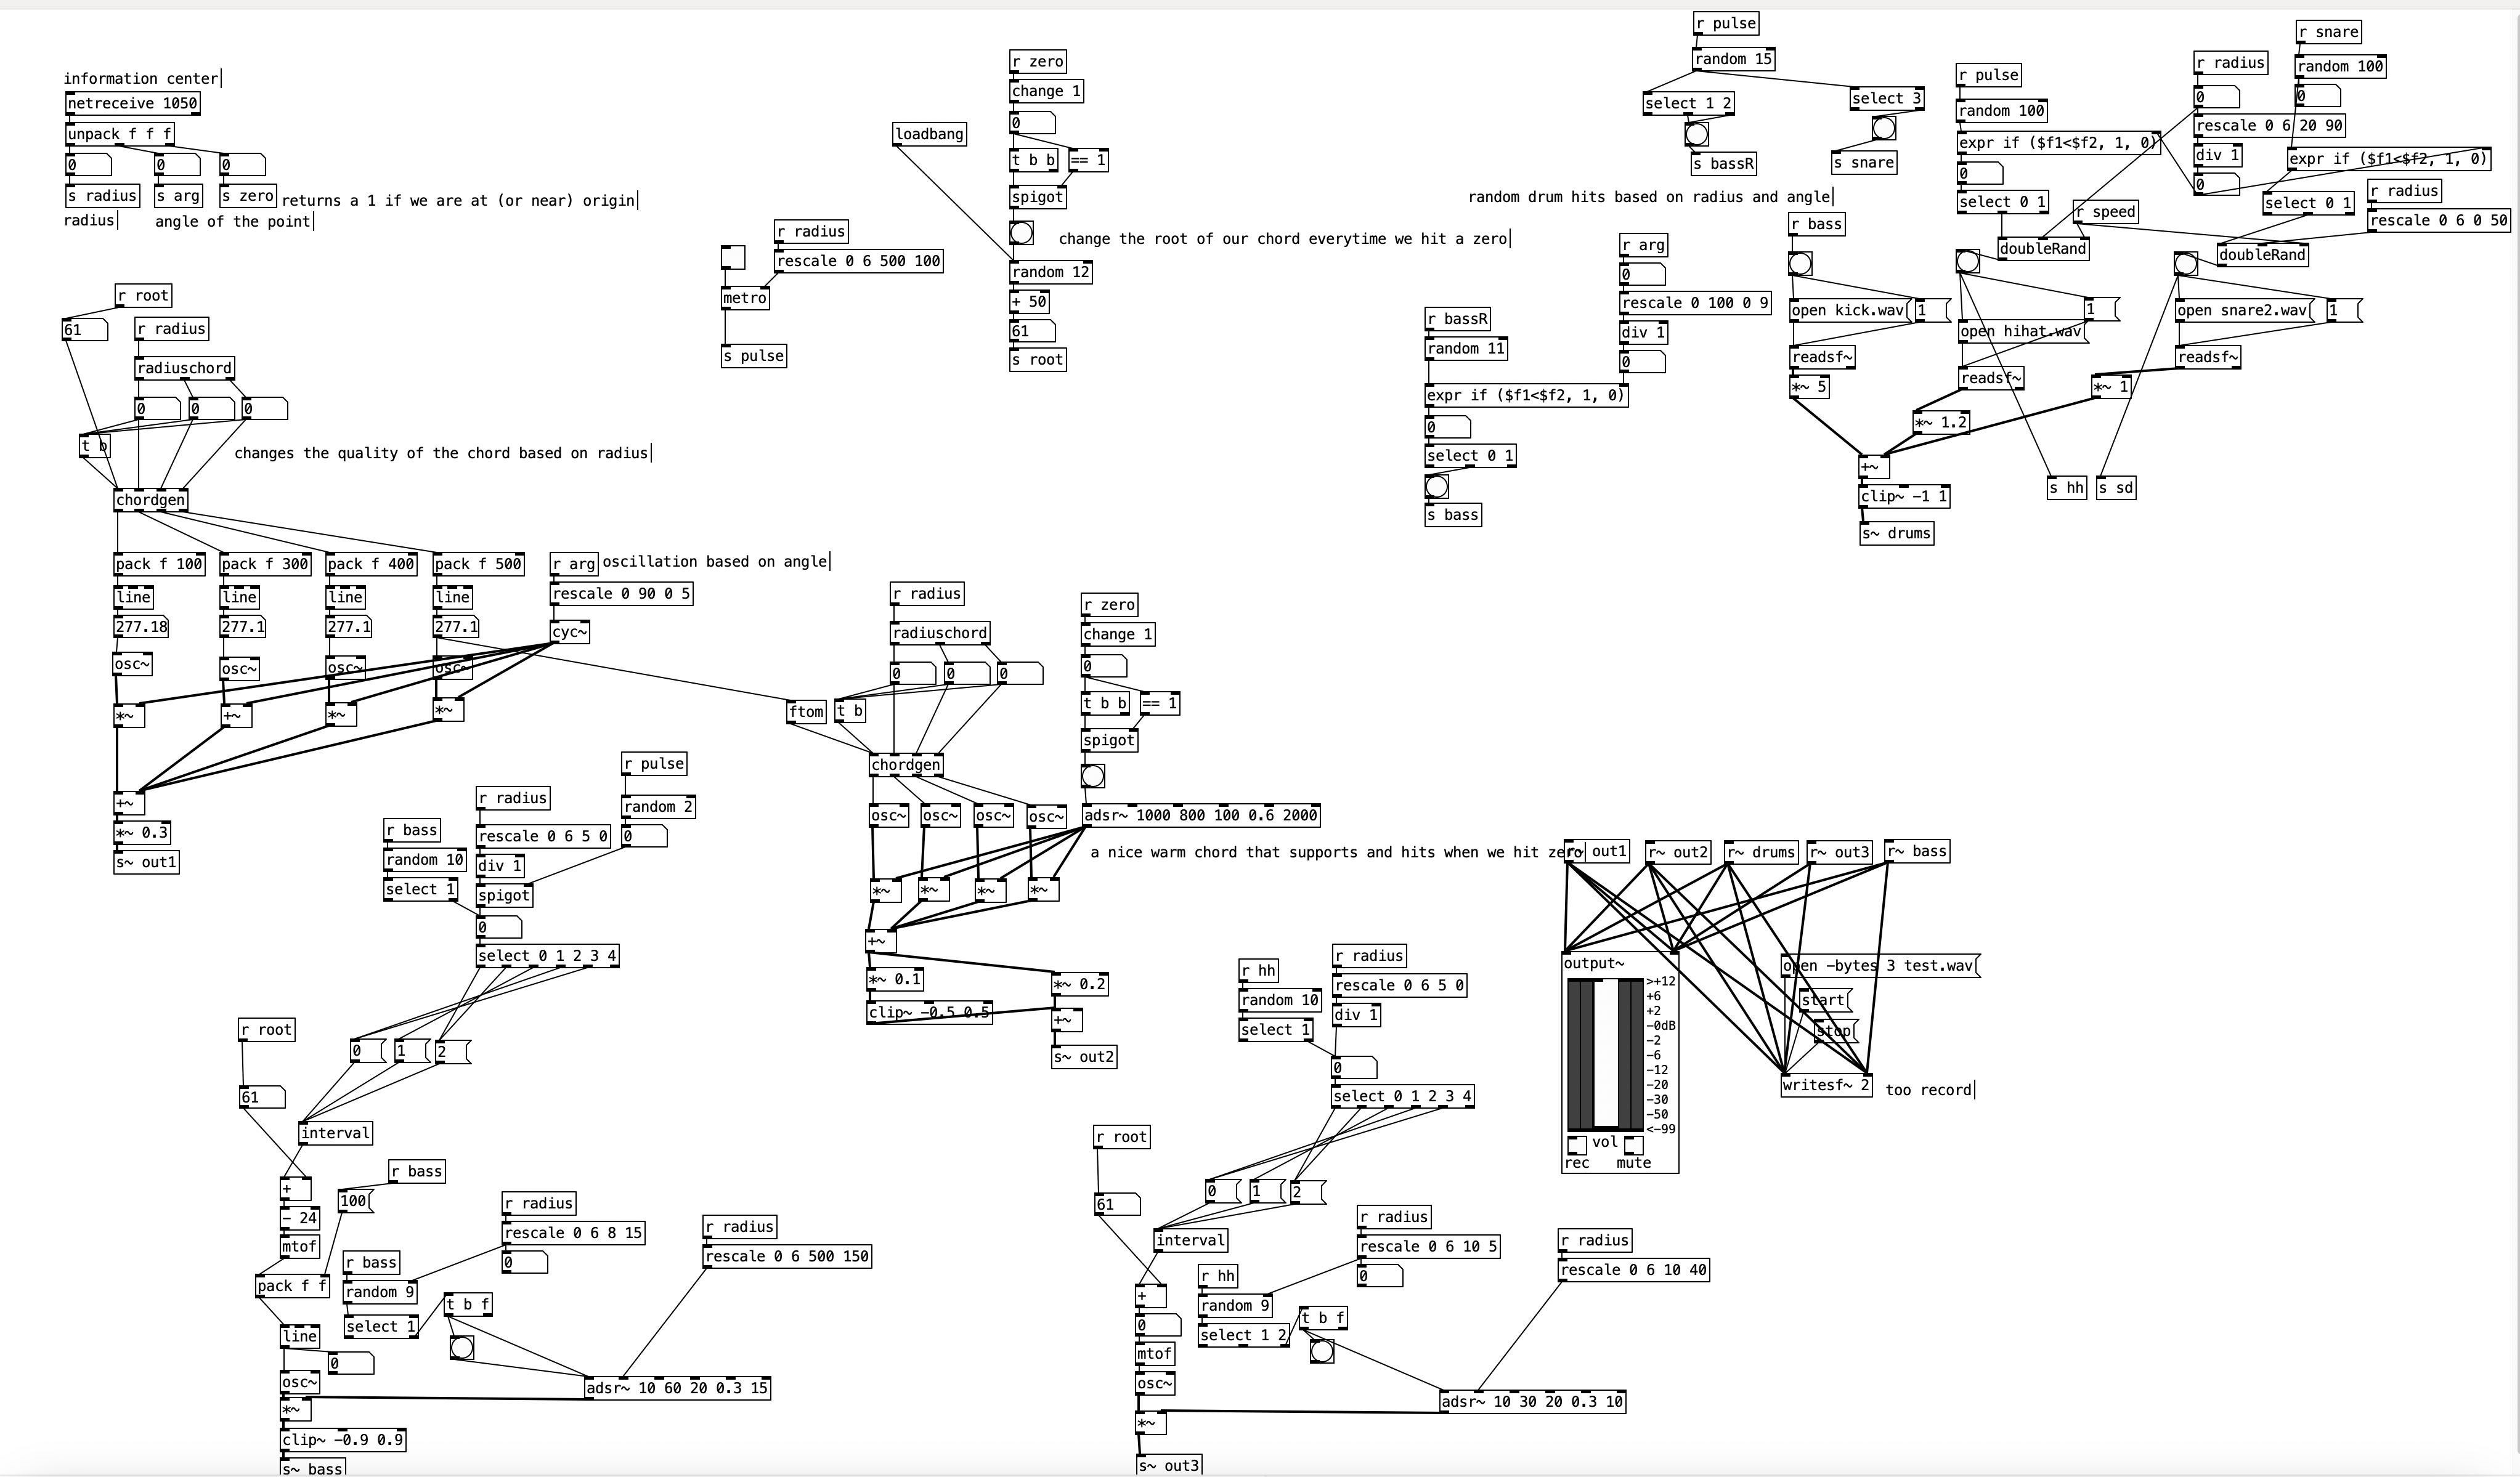 information center
netreceive 1050
unpack f f f
0
0
0
s radius
s arg
s zero
returns a 1 if we are at (or near) origin
radius
angle of the point
r root
61
r radius
radiuschord
0
0
0
t b
changes the quality of the chord based on radius
chordgen
pack f 100
pack f 300
pack f 400
pack f 500
r arg
oscillation based on angle
rescale 0 90 0 5
line
line
line
line
277.18
277.1
277.1
277.1
cyc~
osc~
osc~
osc~
osc~
*~
+~
*~
*~
+~
*~ 0.3
s~ out1
r radius
rescale 0 6 500 100
metro
s pulse
loadbang
r zero
change 1
0
t b b
== 1
spigot
change the root of our chord everytime we hit a zero
random 12
+ 50
61
s root
r pulse
random 15
select 1 2
select 3
s bassR
s snare
random drum hits based on radius and angle
r pulse
random 100
expr if ($f1<$f2, 1, 0)
0
select 0 1
r radius
0
rescale 0 6 20 90
div 1
0
r snare
random 100
0
expr if ($f1<$f2, 1, 0)
select 0 1
r radius
rescale 0 6 0 50
r speed
doubleRand
doubleRand
r bass
open kick.wav
1
readsf~
*~ 5
open hihat.wav
1
readsf~
*~ 1.2
open snare2.wav
1
readsf~
*~ 1
+~
clip~ -1 1
s~ drums
s hh
s sd
r arg
0
rescale 0 100 0 9
div 1
0
r bassR
random 11
expr if ($f1<$f2, 1, 0)
0
select 0 1
s bass
r radius
radiuschord
0
0
0
ftom
t b
chordgen
r zero
change 1
0
t b b
== 1
spigot
osc~
osc~
osc~
osc~
adsr~ 1000 800 100 0.6 2000
a nice warm chord that supports and hits when we hit zero
*~
*~
*~
*~
+~
*~ 0.1
clip~ -0.5 0.5
*~ 0.2
+~
s~ out2
r pulse
random 2
0
r radius
rescale 0 6 5 0
div 1
spigot
0
r bass
random 10
select 1
select 0 1 2 3 4
r root
61
0
1
2
interval
+
- 24
mtof
pack f f
r bass
100
line
0
osc~
*~
clip~ -0.9 0.9
s~ bass
r bass
random 9
select 1
r radius
rescale 0 6 8 15
0
t b f
r radius
rescale 0 6 500 150
adsr~ 10 60 20 0.3 15
r hh
random 10
select 1
r radius
rescale 0 6 5 0
div 1
0
select 0 1 2 3 4
r root
61
0
1
2
interval
+
0
mtof
osc~
*~
s~ out3
r hh
random 9
select 1 2
r radius
rescale 0 6 10 5
0
t b f
r radius
rescale 0 6 10 40
adsr~ 10 30 20 0.3 10
r~ out1
r~ out2
r~ drums
r~ out3
r~ bass
output~
>+12
+6
+2
-0dB
-2
-6
-12
-20
-30
-50
<-99
vol
rec
mute
open -bytes 3 test.wav
start
stop
writesf~ 2
too record